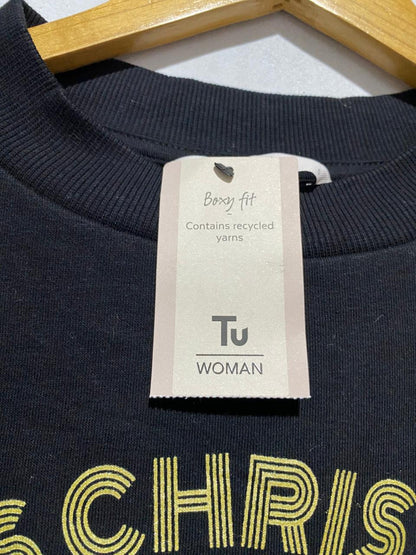 Boxy fit
Contains recycled
yarns
Tu
WOMAN
CHRIS